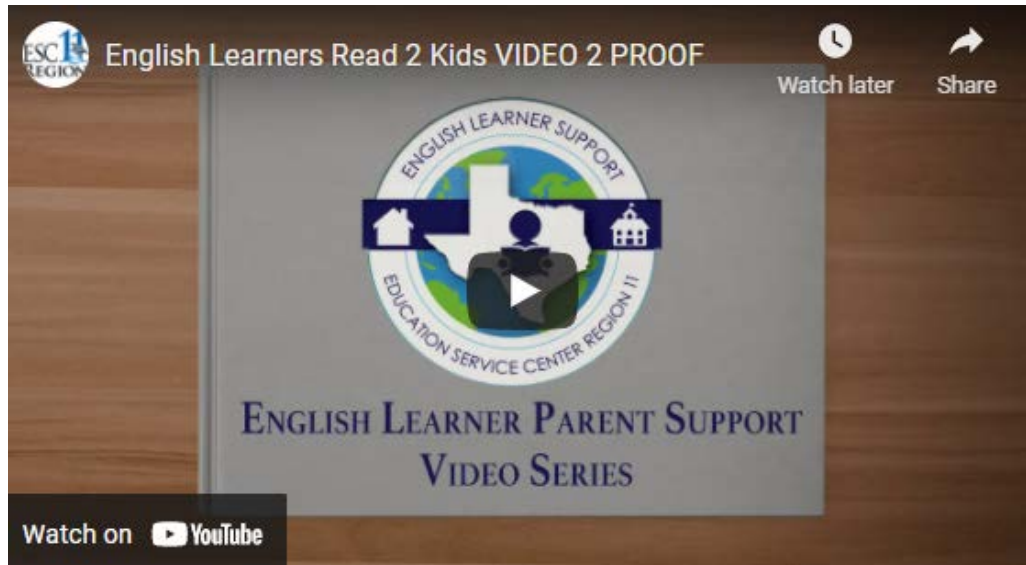 ESC 11
REGION
English Learners Read 2 Kids VIDEO 2 PROOF
Watch later
Share
ENGLISH LEARNER SUPPORT
EDUCATION SERVICE CENTER REGION 11
ENGLISH LEARNER PARENT SUPPORT
VIDEO SERIES
Watch on YouTube